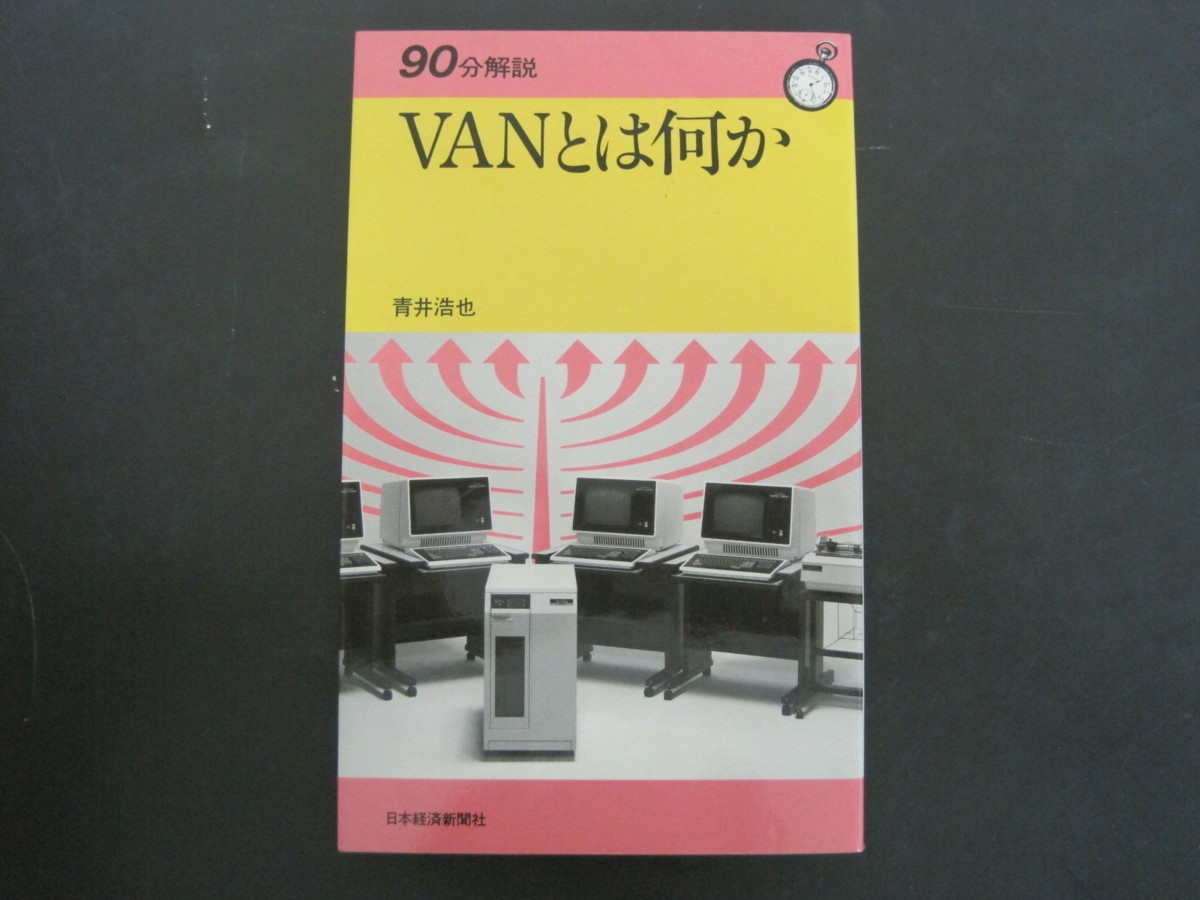 90分解説
VANとは何か
青井浩也
日本経済新聞社